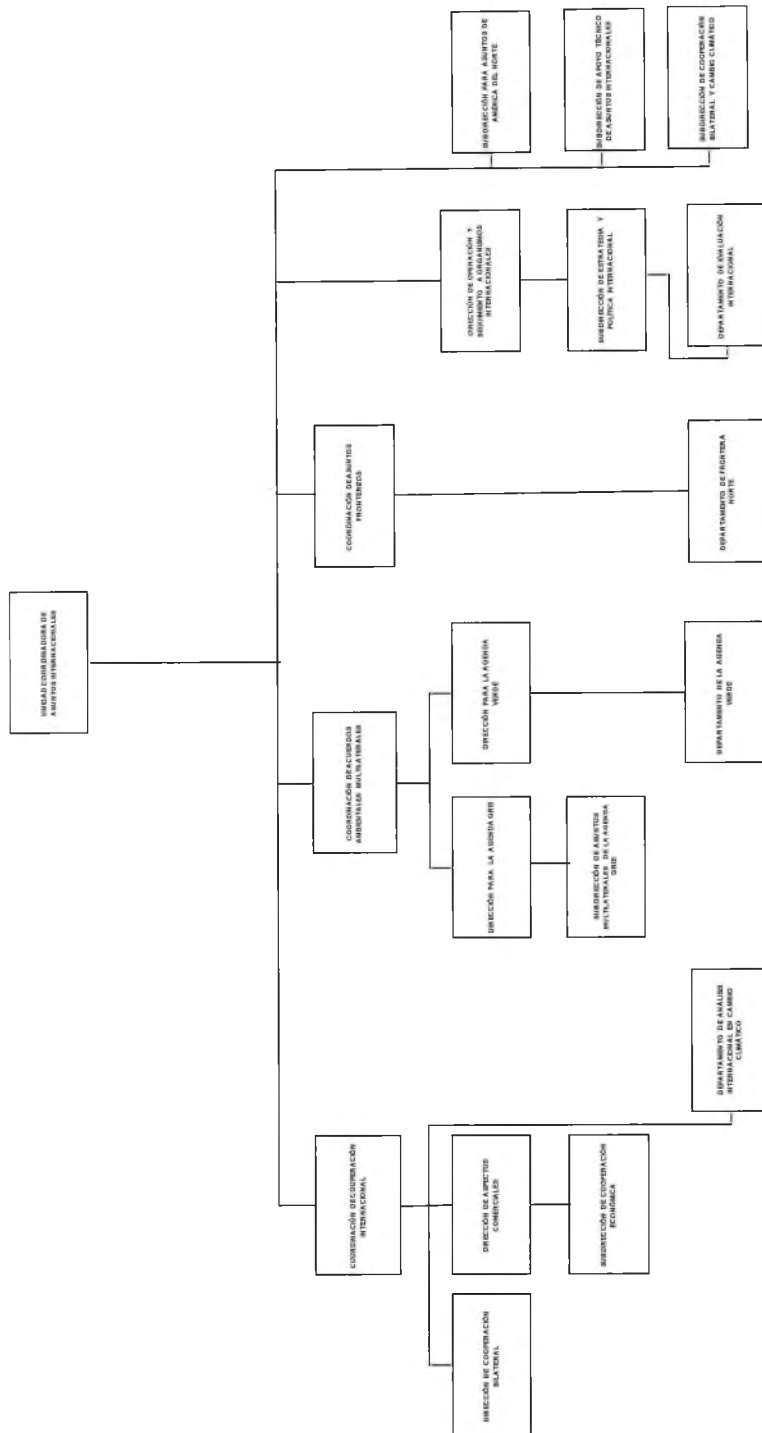 UNIDAD COORDINADORA DE
ASUNTOS INTERNACIONALES
COORDINACIÓN DE COOPERACIÓN
INTERNACIONAL
COORDINACIÓN DE ACUERDOS
AMBIENTALES MULTILATERALES
COORDINACIÓN DE ASUNTOS
FRONTERIZOS
DIRECCIÓN DE COOPERACIÓN
BILATERAL
DIRECCIÓN DE ASPECTOS
COMERCIALES
DIRECCIÓN PARA LA AGENDA GRIS
DIRECCIÓN PARA LA AGENDA
VERDE
DIRECCIÓN DE OPERACIÓN Y
SEGUIMIENTO A ORGANISMOS
INTERNACIONALES
SUBDIRECCIÓN PARA ASUNTOS DE
AMÉRICA DEL NORTE
SUBDIRECCIÓN DE COOPERACIÓN
ECONÓMICA
SUBDIRECCIÓN DE ASUNTOS
MULTILATERALES DE LA AGENDA
GRIS
SUBDIRECCIÓN DE ESTRATEGIA Y
POLÍTICA INTERNACIONAL
SUBDIRECCIÓN DE APOYO TÉCNICO
DE ASUNTOS INTERNACIONALES
DEPARTAMENTO DE ANÁLISIS
INTERNACIONAL EN CAMBIO
CLIMÁTICO
DEPARTAMENTO DE LA AGENDA
VERDE
DEPARTAMENTO DE FRONTERA
NORTE
DEPARTAMENTO DE EVALUACIÓN
INTERNACIONAL
SUBDIRECCIÓN DE COOPERACIÓN
BILATERAL Y CAMBIO CLIMÁTICO